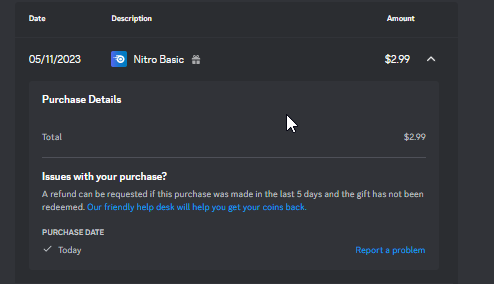 Date Description Amount
05/11/2023 Nitro Basic $2.99
Purchase Details
Total $2.99
Issues with your purchase?
A refund can be requested if this purchase was made in the last 5 days and the gift has not been
redeemed. Our friendly help desk will help you get your coins back.
PURCHASE DATE
Today Report a problem